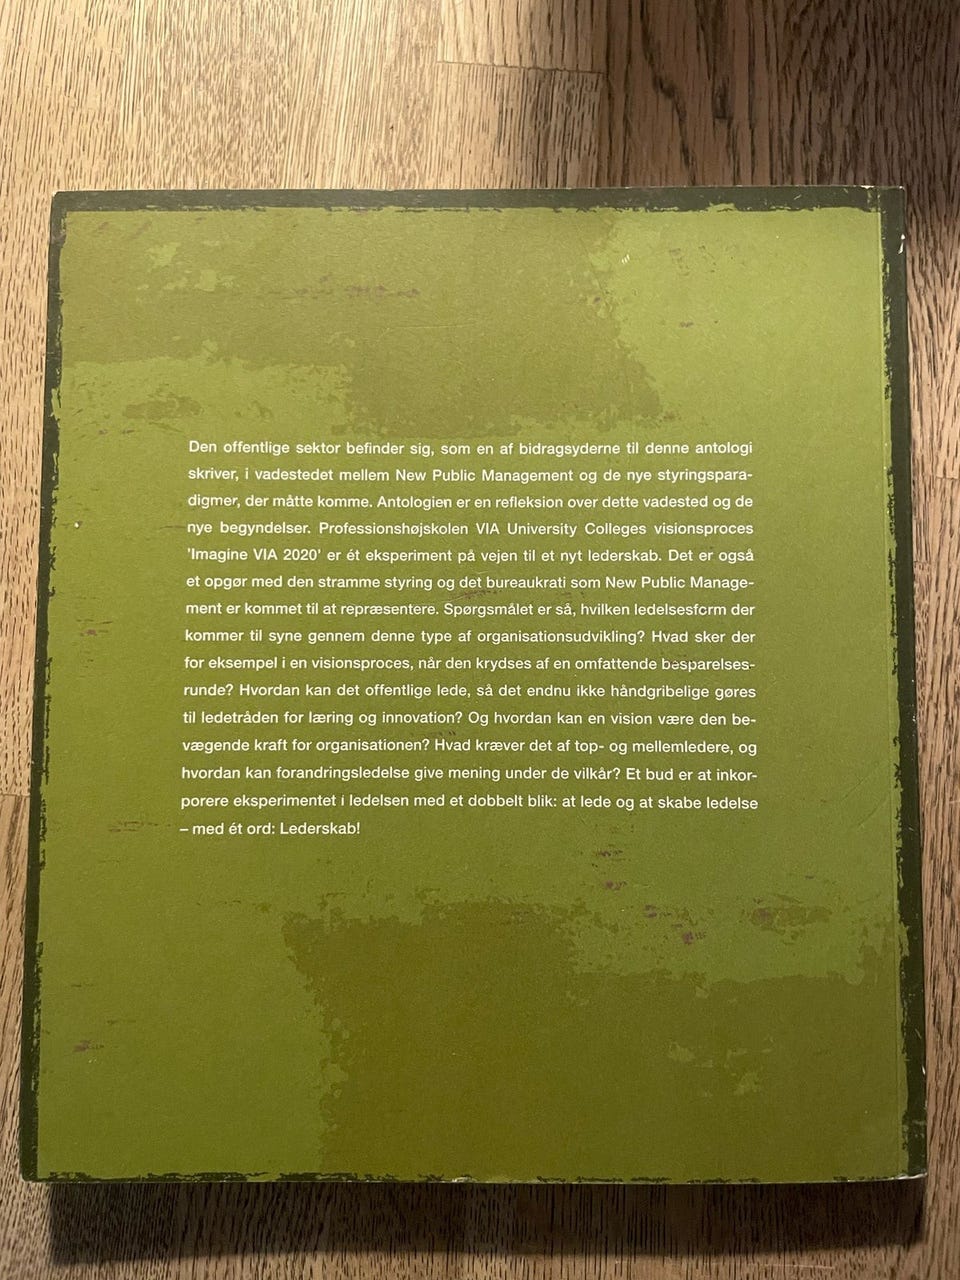 Den offentlige sektor befinder sig, som en af bidragsyderne til denne antologi
skriver, i vadestedet mellem New Public Management og de nye styringspara-
digmer, der måtte komme. Antologien er en refleksion over dette vadested og de
nye begyndelser. Professionshøjskolen VIA University Colleges visionsproces
'Imagine VIA 2020' er ét eksperiment på vejen til et nyt lederskab. Det er også
et opgør med den stramme styring og det bureaukrati som New Public Manage-
ment er kommet til at repræsentere. Spørgsmålet er så, hvilken ledelsesform der
kommer til syne gennem denne type af organisationsudvikling? Hvad sker der
for eksempel i en visionsproces, når den krydses af en omfattende besparelses-
runde? Hvordan kan det offentlige lede, så det endnu ikke håndgribelige gøres
til ledetråden for læring og innovation? Og hvordan kan en vision være den be-
vægende kraft for organisationen? Hvad kræver det af top- og mellemledere, og
hvordan kan forandringsledelse give mening under de vilkår? Et bud er at inkor-
porere eksperimentet i ledelsen med et dobbelt blik: at lede og at skabe ledelse
– med ét ord: Lederskab!